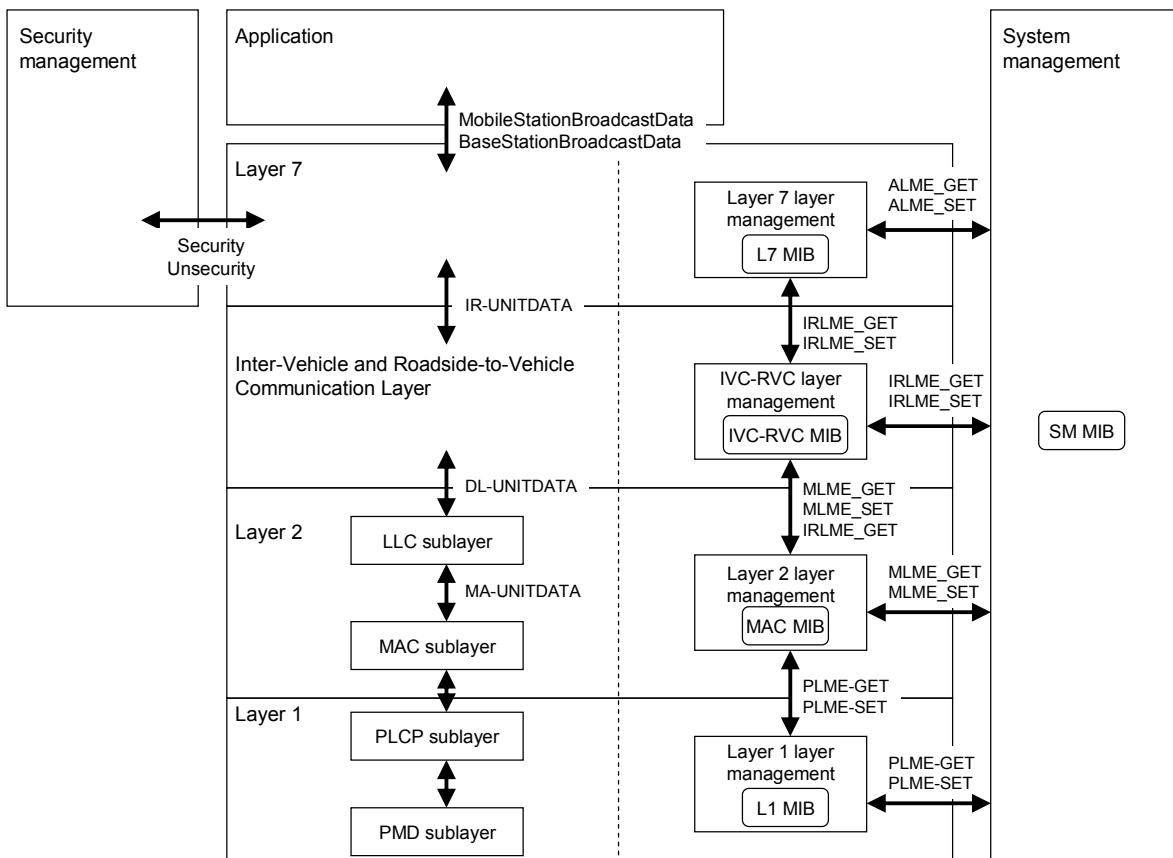 Security
management
Application
System
management
MobileStationBroadcastData
BaseStationBroadcastData
Layer 7
Security
Unsecurity
Layer 7 layer
management
L7 MIB
ALME_GET
ALME_SET
IR-UNITDATA
IRLME_GET
IRLME_SET
Inter-Vehicle and Roadside-to-Vehicle
Communication Layer
IVC-RVC layer
management
IVC-RVC MIB
IRLME_GET
IRLME_SET
SM MIB
DL-UNITDATA
MLME_GET
MLME_SET
IRLME_GET
Layer 2
LLC sublayer
MA-UNITDATA
MAC sublayer
Layer 2 layer
management
MAC MIB
MLME_GET
MLME_SET
PLME-GET
PLME-SET
Layer 1
PLCP sublayer
PMD sublayer
Layer 1 layer
management
L1 MIB
PLME-GET
PLME-SET